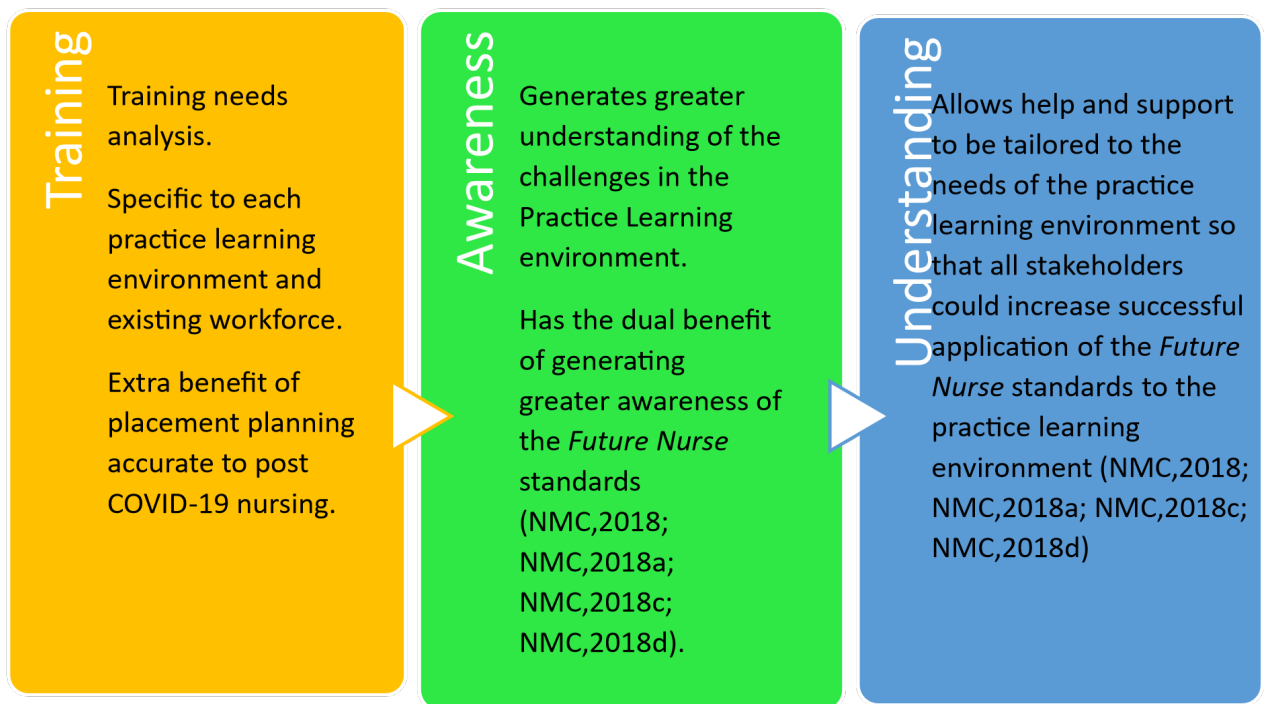 Training
Training needs
analysis.
Specific to each
practice learning
environment and
existing workforce.
Extra benefit of
placement planning
accurate to post
COVID-19 nursing.
Awareness
Generates greater
understanding of the
challenges in the
Practice Learning
environment.
Has the dual benefit
of generating
greater awareness of
the Future Nurse
standards
(NMC,2018;
NMC,2018a;
NMC,2018c;
NMC,2018d).
Understanding
Allows help and support
to be tailored to the
needs of the practice
learning environment so
that all stakeholders
could increase successful
application of the Future
Nurse standards to the
practice learning
environment (NMC,2018;
NMC,2018a; NMC,2018c;
NMC,2018d)